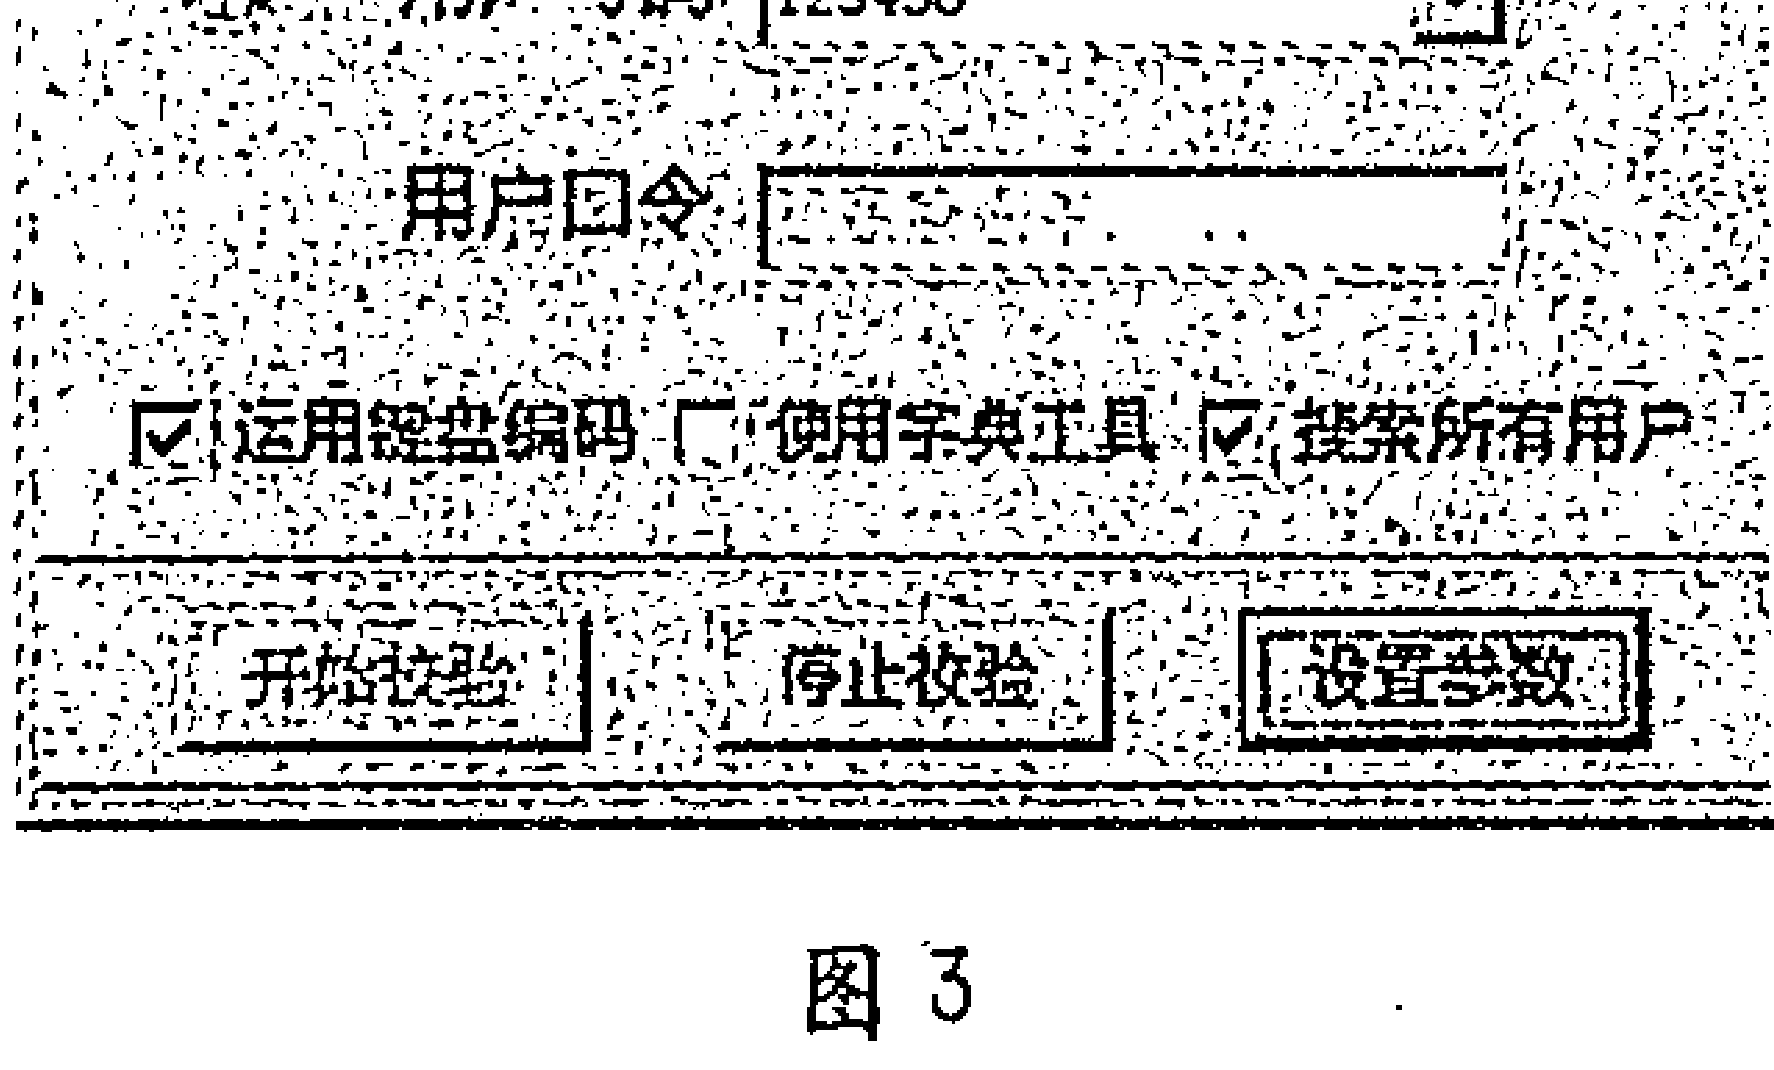 123456
用户口令
运用键盘编码 使用字典工具 搜索所有用户
开始校验 停止校验 设置参数
图 3